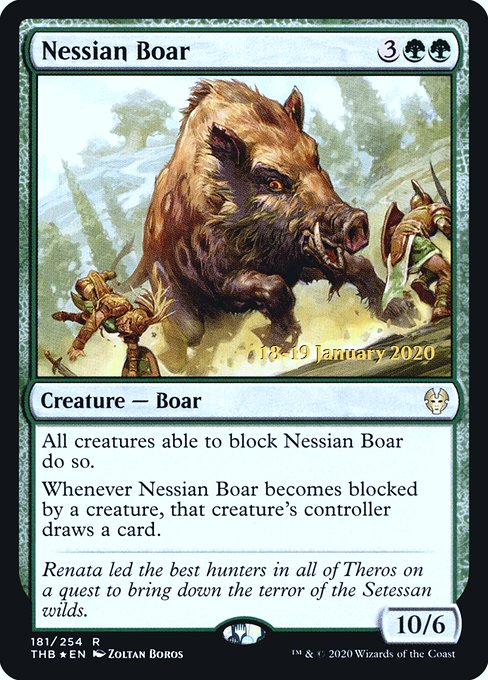 Nessian Boar 3
18-19 January 2020
Creature — Boar
All creatures able to block Nessian Boar
do so.
Whenever Nessian Boar becomes blocked
by a creature, that creature's controller
draws a card.
Renata led the best hunters in all of Theros on
a quest to bring down the terror of the Setessan
wilds.
10/6
181/254 R
THB ★ EN Zoltan Boros
™ & © 2020 Wizards of the Coast